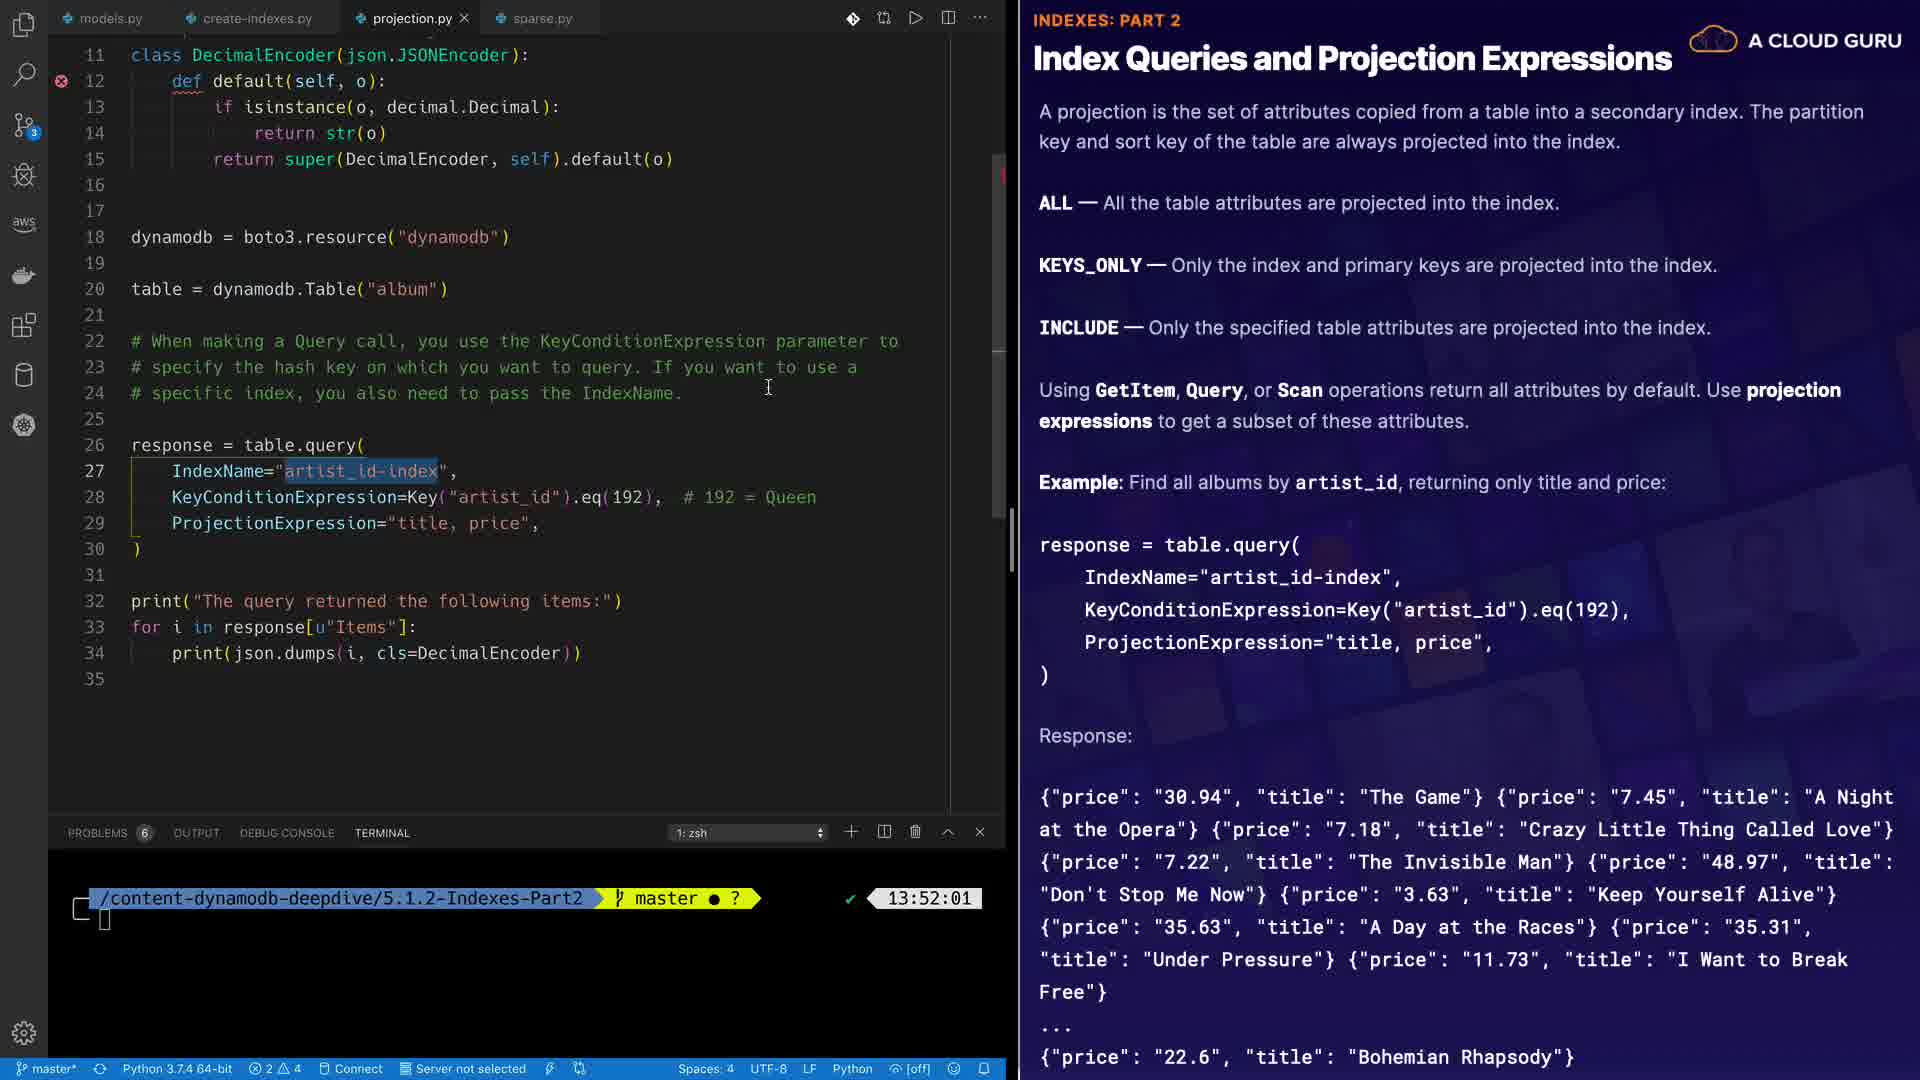 models.py
create-indexes.py
projection.py
sparse.py
11 class DecimalEncoder(json.JSONEncoder):
12 def default(self, o):
13 if isinstance(o, decimal.Decimal):
14 return str(o)
15 return super(DecimalEncoder, self).default(o)
16
17
18 dynamodb = boto3.resource("dynamodb")
19
20 table = dynamodb.Table("album")
21
22 # When making a Query call, you use the KeyConditionExpression parameter to
23 # specify the hash key on which you want to query. If you want to use a
24 # specific index, you also need to pass the IndexName.
25
26 response = table.query(
27 IndexName="artist_id-index",
28 KeyConditionExpression=Key("artist_id").eq(192), # 192 = Queen
29 ProjectionExpression="title, price",
30 )
31
32 print("The query returned the following items:")
33 for i in response[u"Items"]:
34 print(json.dumps(i, cls=DecimalEncoder))
35
3
aws
PROBLEMS 6 OUTPUT DEBUG CONSOLE TERMINAL 1: zsh
/content-dynamodb-deepdive/5.1.2-Indexes-Part2 master ● ? ✔ 13:52:01
master* Python 3.7.4 64-bit 2 4 Connect Server not selected Spaces: 4 UTF-8 LF Python [off]
INDEXES: PART 2
Index Queries and Projection Expressions
A CLOUD GURU
A projection is the set of attributes copied from a table into a secondary index. The partition
key and sort key of the table are always projected into the index.
ALL — All the table attributes are projected into the index.
KEYS_ONLY — Only the index and primary keys are projected into the index.
INCLUDE — Only the specified table attributes are projected into the index.
Using GetItem, Query, or Scan operations return all attributes by default. Use projection
expressions to get a subset of these attributes.
Example: Find all albums by artist_id, returning only title and price:
response = table.query(
IndexName="artist_id-index",
KeyConditionExpression=Key("artist_id").eq(192),
ProjectionExpression="title, price",
)
Response:
{"price": "30.94", "title": "The Game"} {"price": "7.45", "title": "A Night
at the Opera"} {"price": "7.18", "title": "Crazy Little Thing Called Love"}
{"price": "7.22", "title": "The Invisible Man"} {"price": "48.97", "title":
"Don't Stop Me Now"} {"price": "3.63", "title": "Keep Yourself Alive"}
{"price": "35.63", "title": "A Day at the Races"} {"price": "35.31",
"title": "Under Pressure"} {"price": "11.73", "title": "I Want to Break
Free"}
...
{"price": "22.6", "title": "Bohemian Rhapsody"}